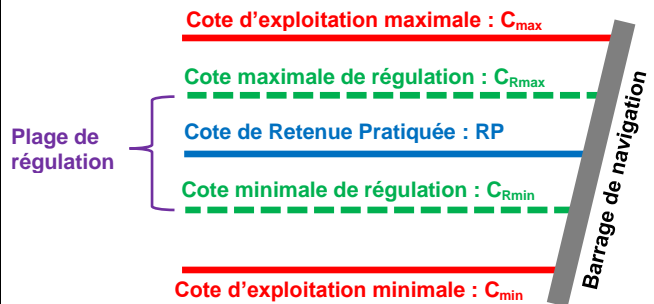 Cote d'exploitation maximale : Cmax
Cote maximale de régulation : CRmax
Plage de
régulation
Cote de Retenue Pratiquée : RP
Cote minimale de régulation : CRmin
Cote d'exploitation minimale : Cmin
Barrage de navigation